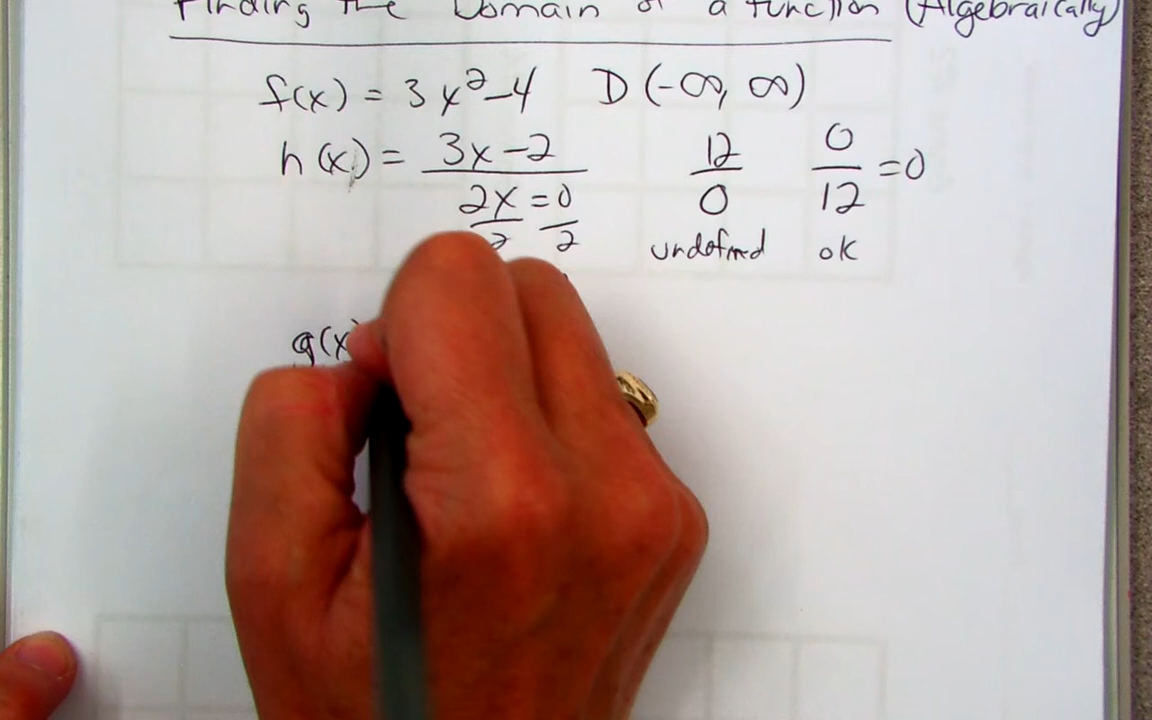 Finding the Domain of a function (Algebraically)
f(x) = 3x²-4 D (-∞, ∞)
h(x) = 3x-2 12 0 =0
2x = 0 0 12
2 2 undefined ok
g(x)